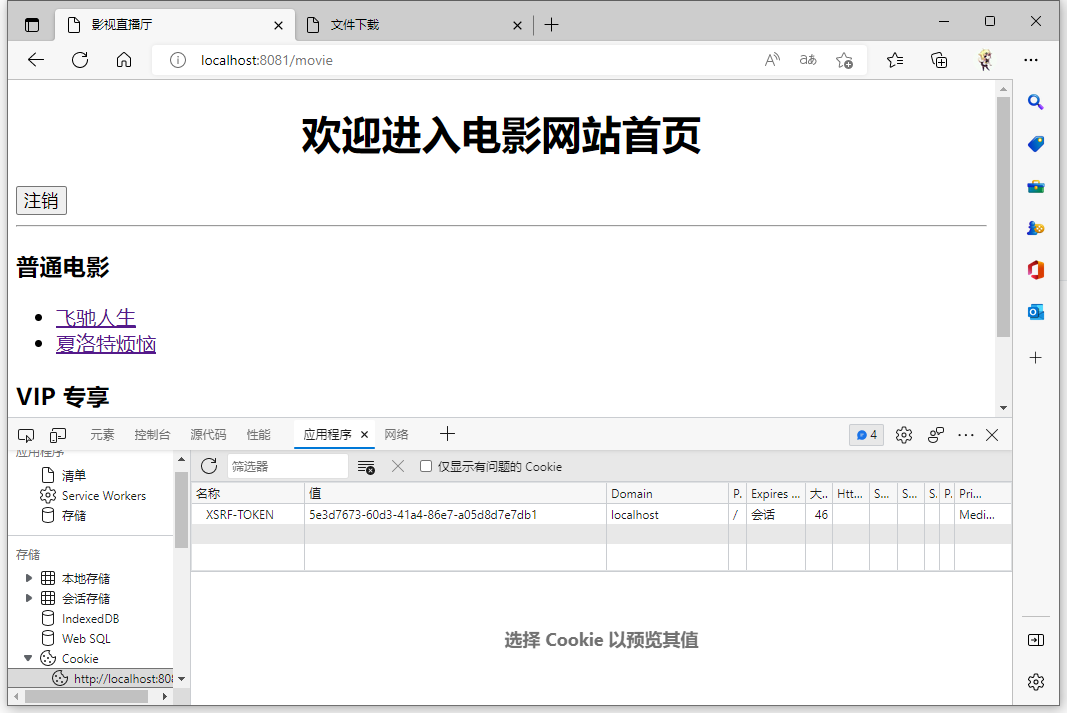 影视直播厅
文件下载
localhost:8081/movie
欢迎进入电影网站首页
注销
普通电影
飞驰人生
夏洛特烦恼
VIP 专享
元素 控制台 源代码 性能 应用程序 网络 4
应用程序
清单
Service Workers
存储
存储
本地存储
会话存储
IndexedDB
Web SQL
Cookie
http://localhost:808
筛选器 仅显示有问题的 Cookie
名称 值 Domain P. Expires ... 大.. Htt... S... S... S. P. Pri...
XSRF-TOKEN 5e3d7673-60d3-41a4-86e7-a05d8d7e7db1 localhost / 会话 46 Medi...
选择 Cookie 以预览其值